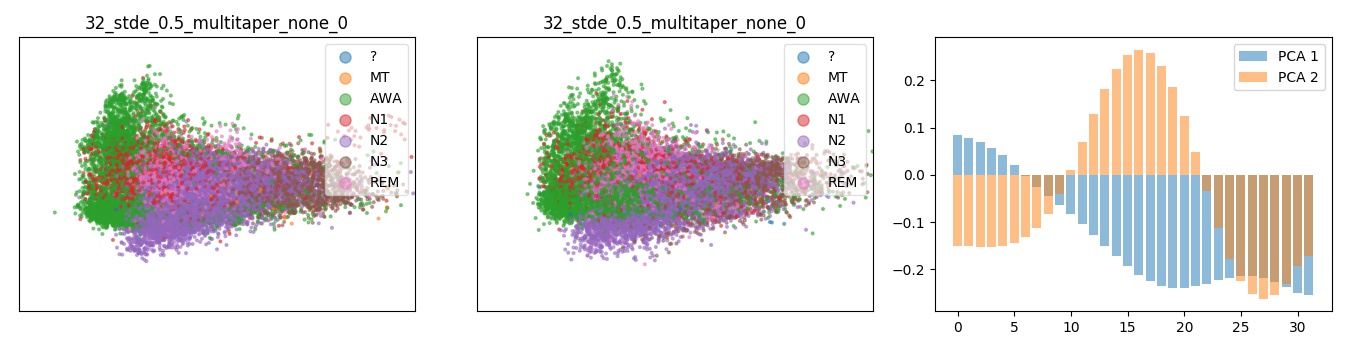 32_stde_0.5_multitaper_none_0
?
MT
AWA
N1
N2
N3
REM
32_stde_0.5_multitaper_none_0
?
MT
AWA
N1
N2
N3
REM
PCA 1
PCA 2
0.2
0.1
0.0
−0.1
−0.2
0 5 10 15 20 25 30